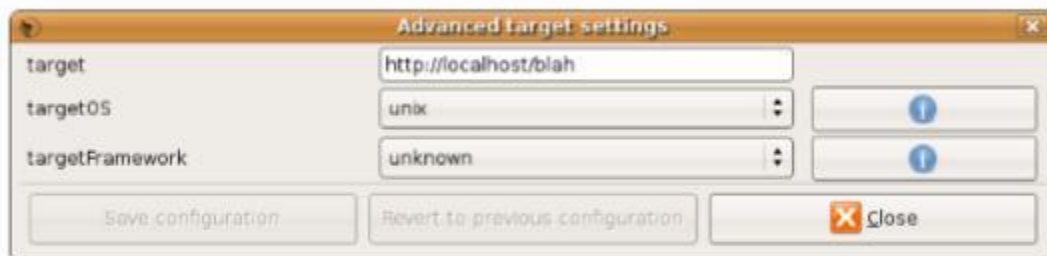 Advanced target settings
target http://localhost/blah
targetOS unix
targetFramework unknown
Save configuration Revert to previous configuration Close